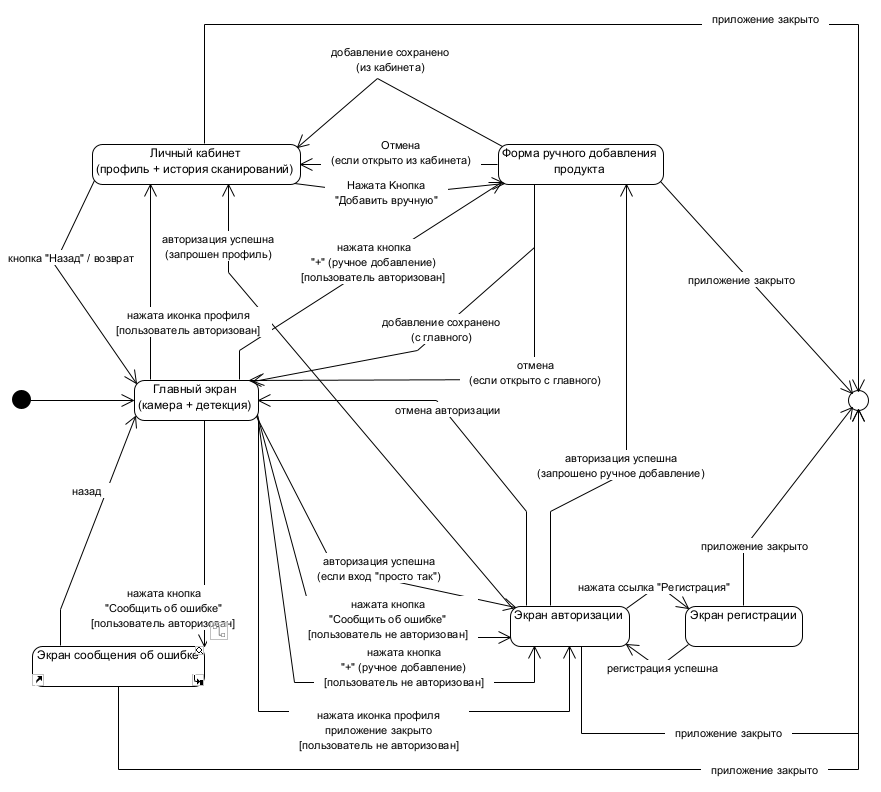 приложение закрыто
добавление сохранено
(из кабинета)
Личный кабинет
(профиль + история сканирований)
Отмена
(если открыто из кабинета)
Форма ручного добавления
продукта
Нажата Кнопка
"Добавить вручную"
кнопка "Назад" / возврат
авторизация успешна
(запрошен профиль)
нажата кнопка
"+" (ручное добавление)
[пользователь авторизован]
приложение закрыто
нажата иконка профиля
[пользователь авторизован]
добавление сохранено
(с главного)
отмена
(если открыто с главного)
Главный экран
(камера + детекция)
отмена авторизации
авторизация успешна
(запрошено ручное добавление)
назад
приложение закрыто
авторизация успешна
(если вход "просто так")
нажата кнопка
"Сообщить об ошибке"
[пользователь авторизован]
нажата кнопка
"Сообщить об ошибке"
[пользователь не авторизован]
нажата ссылка "Регистрация"
Экран авторизации
Экран регистрации
Экран сообщения об ошибке
нажата кнопка
"+" (ручное добавление)
[пользователь не авторизован]
регистрация успешна
нажата иконка профиля
приложение закрыто
[пользователь не авторизован]
приложение закрыто
приложение закрыто